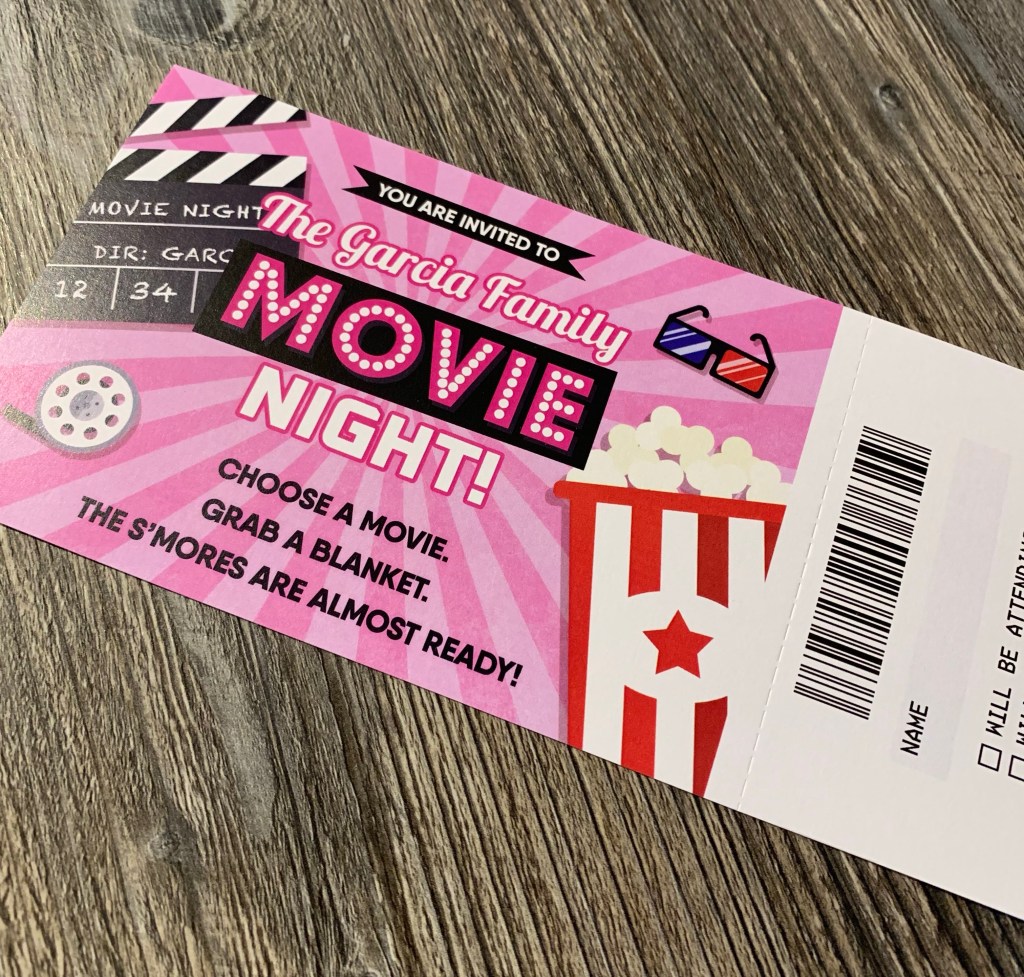 MOVIE NIGHT
DIR: GARC
12 34
YOU ARE INVITED TO
The Garcia Family
MOVIE
NIGHT!
CHOOSE A MOVIE.
GRAB A BLANKET.
THE S'MORES ARE ALMOST READY!
NAME
WILL BE ATTENDING